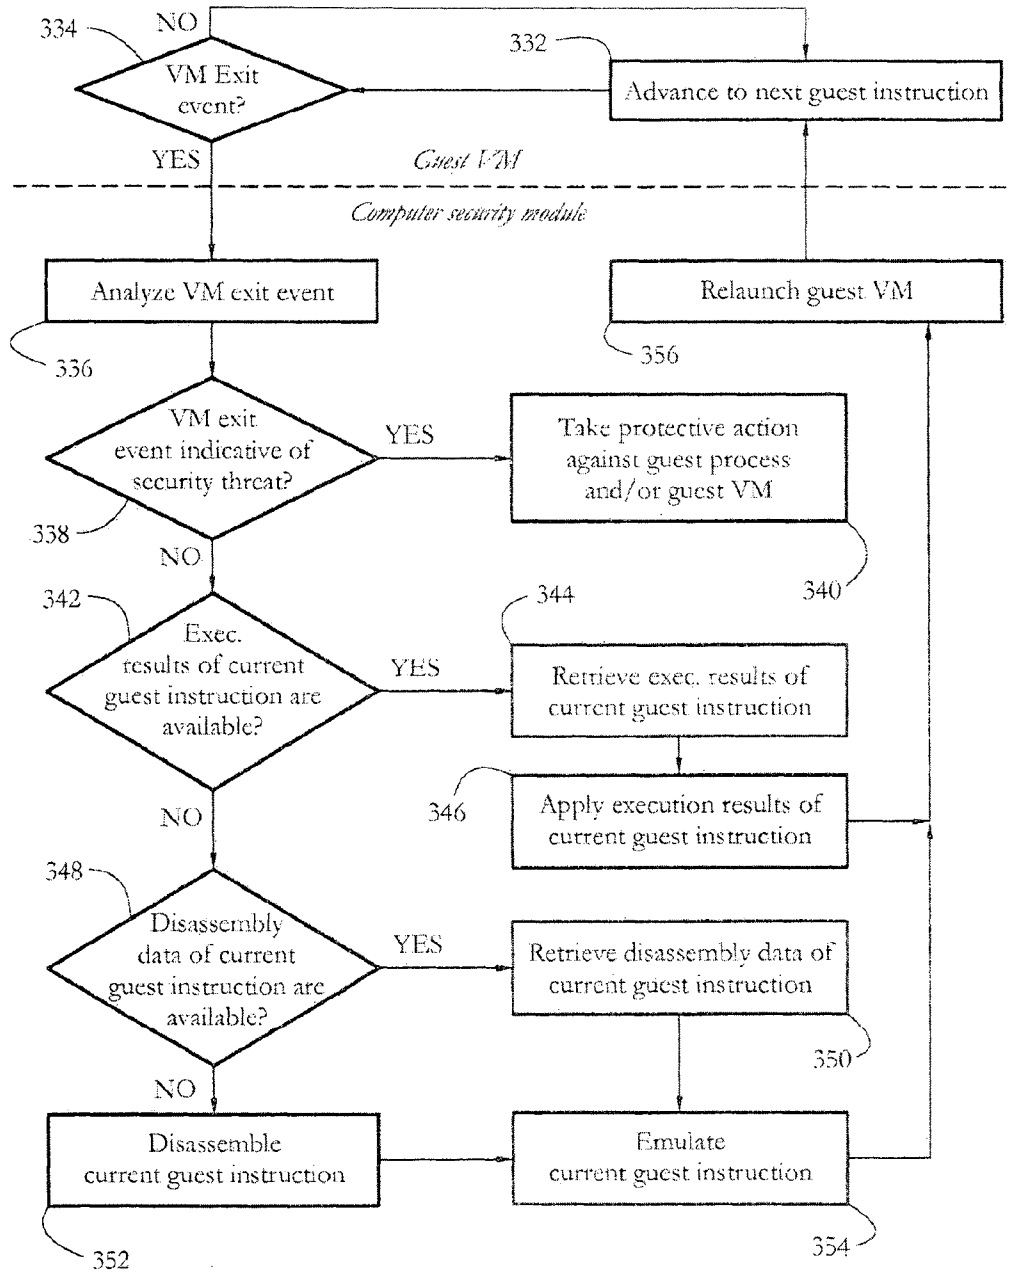 NO
334
VM Exit
event?
332
Advance to next guest instruction
YES
Guest VM
Computer security module
Analyze VM exit event
336
Relaunch guest VM
356
VM exit
event indicative of
security threat?
338
YES
Take protective action
against guest process
and/or guest VM
340
NO
342
Exec.
results of current
guest instruction are
available?
YES
344
Retrieve exec. results of
current guest instruction
346
Apply execution results of
current guest instruction
NO
348
Disassembly
data of current
guest instruction are
available?
YES
Retrieve disassembly data of
current guest instruction
350
NO
Disassemble
current guest instruction
352
Emulate
current guest instruction
354